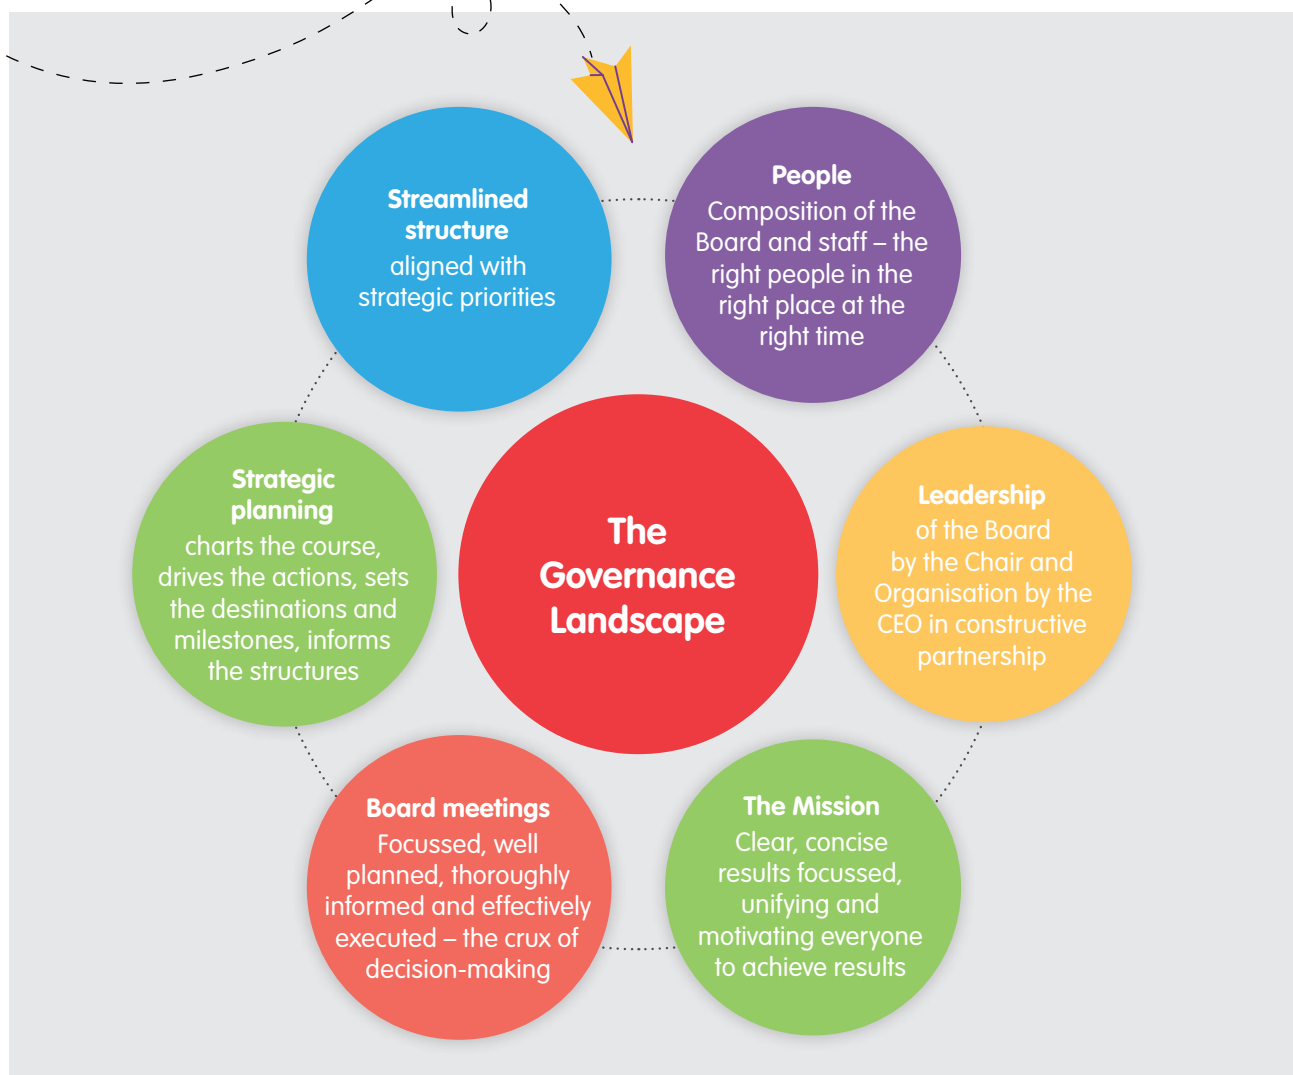 Streamlined
structure
aligned with
strategic priorities
People
Composition of the
Board and staff – the
right people in the
right place at the
right time
Strategic
planning
charts the course,
drives the actions, sets
the destinations and
milestones, informs
the structures
The
Governance
Landscape
Leadership
of the Board
by the Chair and
Organisation by the
CEO in constructive
partnership
Board meetings
Focussed, well
planned, thoroughly
informed and effectively
executed – the crux of
decision-making
The Mission
Clear, concise
results focussed,
unifying and
motivating everyone
to achieve results